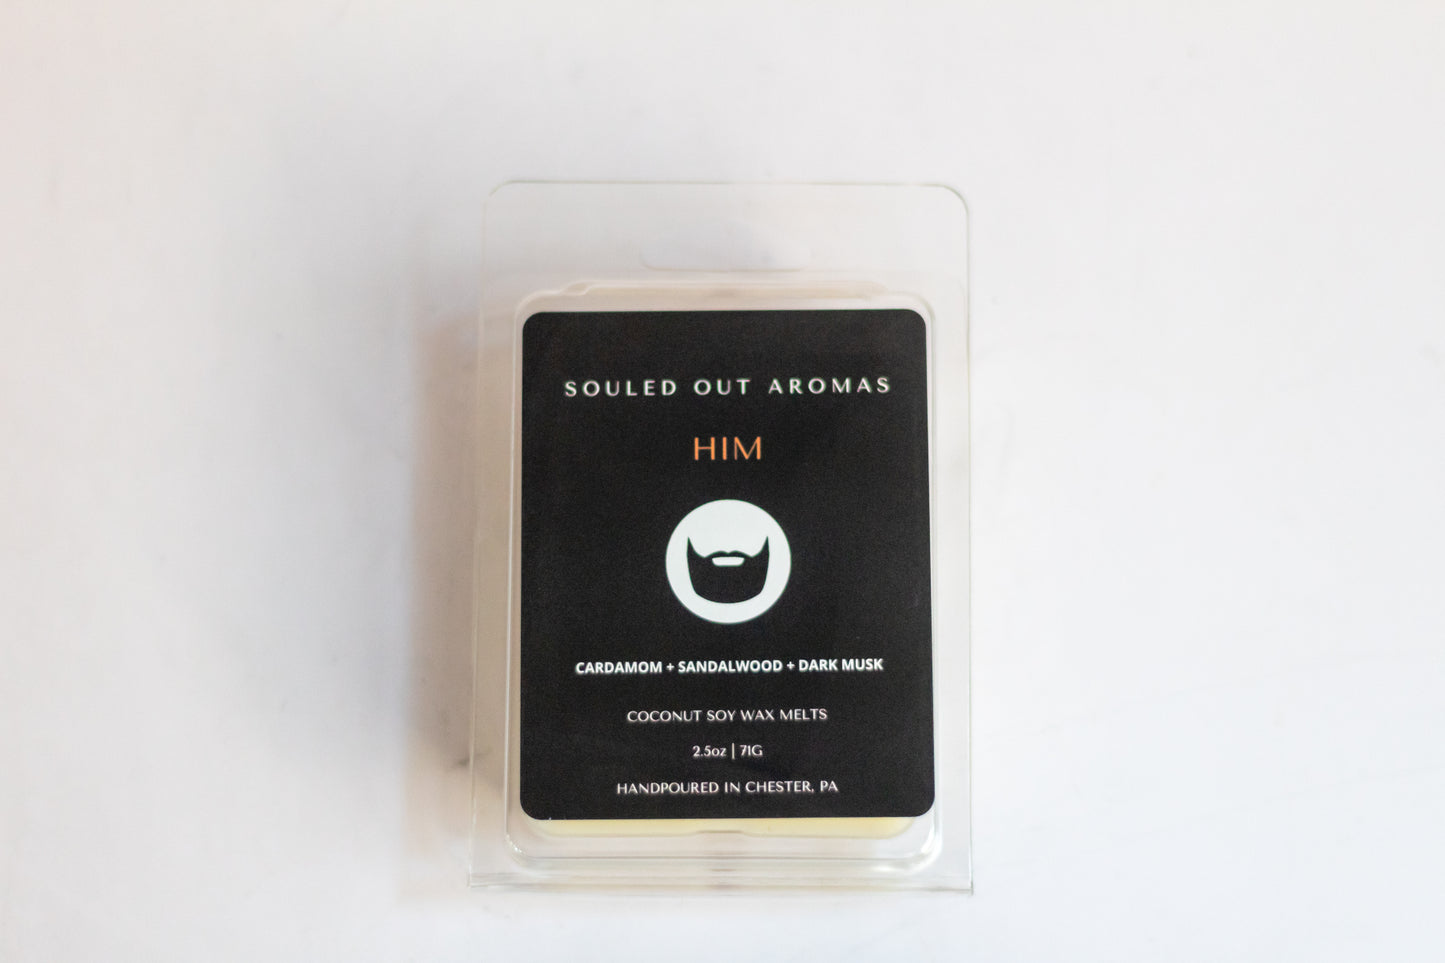 SOULED OUT AROMAS
HIM
CARDAMOM + SANDALWOOD + DARK MUSK
COCONUT SOY WAX MELTS
2.5oz | 71G
HANDPOURED IN CHESTER, PA